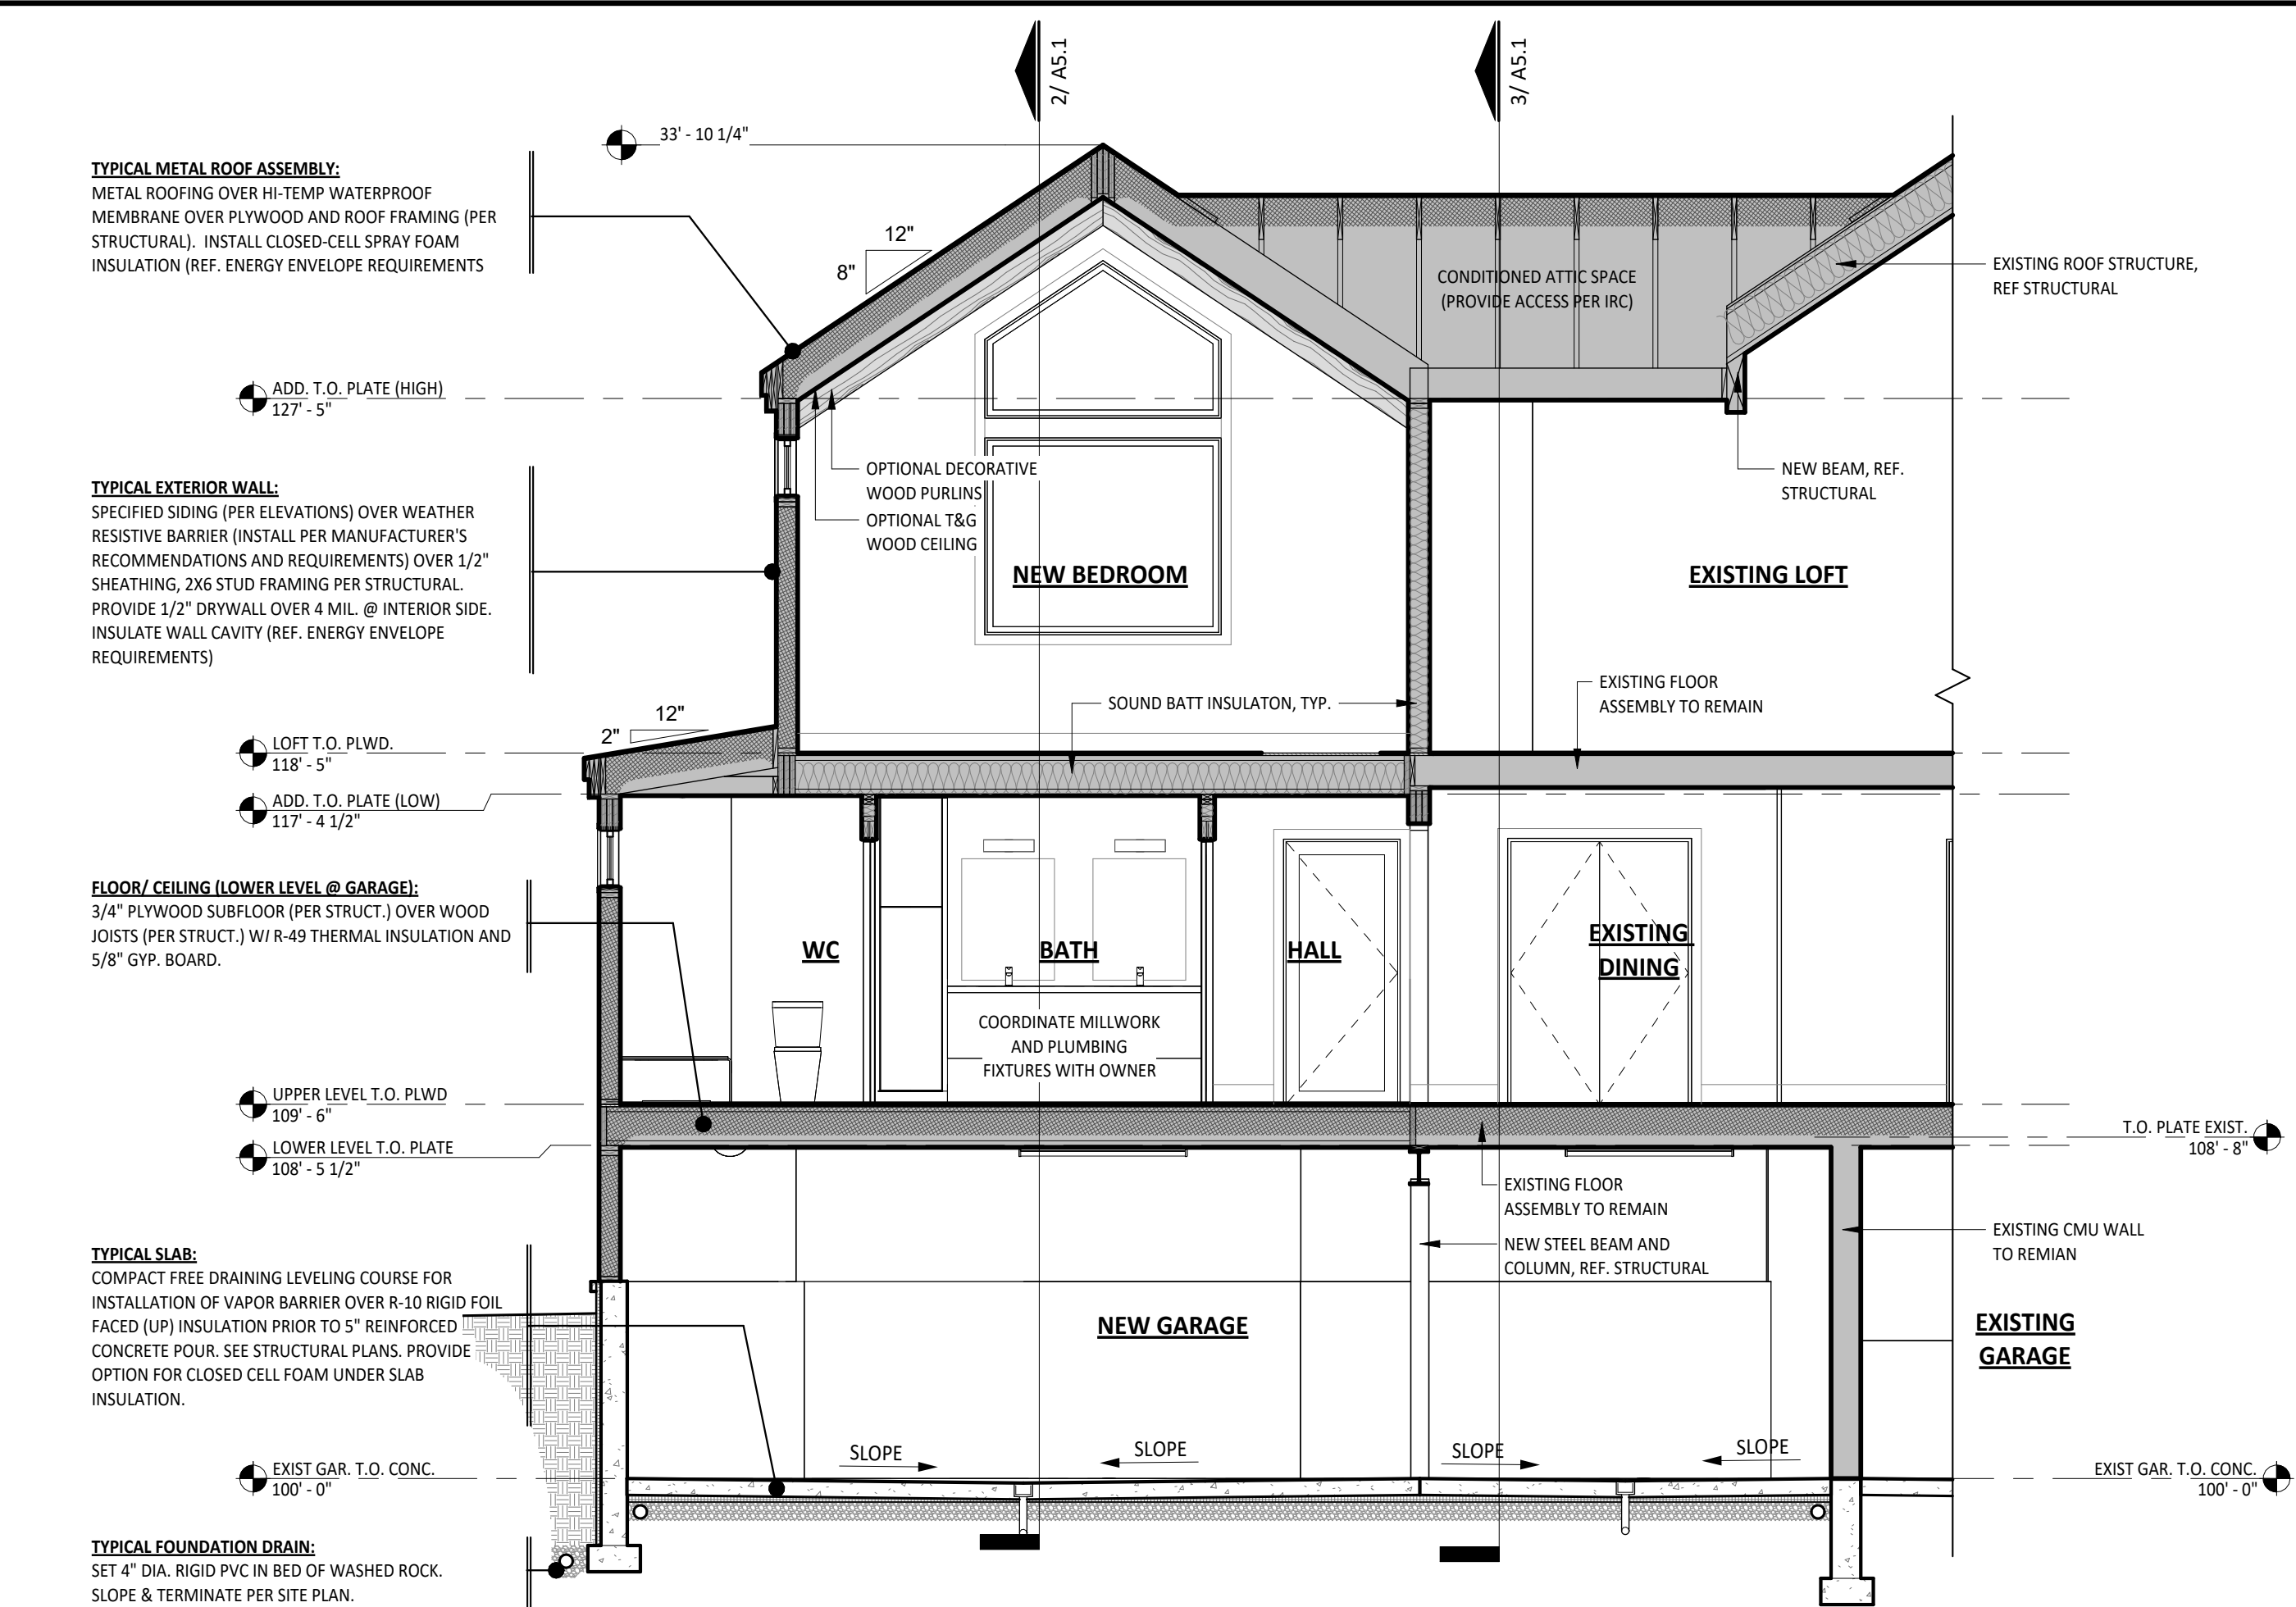 2/ A5.1
3/ A5.1
33' - 10 1/4"
TYPICAL METAL ROOF ASSEMBLY:
METAL ROOFING OVER HI-TEMP WATERPROOF
MEMBRANE OVER PLYWOOD AND ROOF FRAMING (PER
STRUCTURAL). INSTALL CLOSED-CELL SPRAY FOAM
INSULATION (REF. ENERGY ENVELOPE REQUIREMENTS
12"
8"
CONDITIONED ATTIC SPACE
(PROVIDE ACCESS PER IRC)
EXISTING ROOF STRUCTURE,
REF STRUCTURAL
ADD. T.O. PLATE (HIGH)
127' - 5"
OPTIONAL DECORATIVE
WOOD PURLINS
OPTIONAL T&G
WOOD CEILING
NEW BEAM, REF.
STRUCTURAL
TYPICAL EXTERIOR WALL:
SPECIFIED SIDING (PER ELEVATIONS) OVER WEATHER
RESISTIVE BARRIER (INSTALL PER MANUFACTURER'S
RECOMMENDATIONS AND REQUIREMENTS) OVER 1/2"
SHEATHING, 2X6 STUD FRAMING PER STRUCTURAL.
PROVIDE 1/2" DRYWALL OVER 4 MIL. @ INTERIOR SIDE.
INSULATE WALL CAVITY (REF. ENERGY ENVELOPE
REQUIREMENTS)
NEW BEDROOM
EXISTING LOFT
SOUND BATT INSULATON, TYP.
EXISTING FLOOR
ASSEMBLY TO REMAIN
12"
2"
LOFT T.O. PLWD.
118' - 5"
ADD. T.O. PLATE (LOW)
117' - 4 1/2"
FLOOR/ CEILING (LOWER LEVEL @ GARAGE):
3/4" PLYWOOD SUBFLOOR (PER STRUCT.) OVER WOOD
JOISTS (PER STRUCT.) W/ R-49 THERMAL INSULATION AND
5/8" GYP. BOARD.
WC
BATH
HALL
EXISTING
DINING
COORDINATE MILLWORK
AND PLUMBING
FIXTURES WITH OWNER
UPPER LEVEL T.O. PLWD
109' - 6"
LOWER LEVEL T.O. PLATE
108' - 5 1/2"
T.O. PLATE EXIST.
108' - 8"
EXISTING FLOOR
ASSEMBLY TO REMAIN
NEW STEEL BEAM AND
COLUMN, REF. STRUCTURAL
EXISTING CMU WALL
TO REMIAN
TYPICAL SLAB:
COMPACT FREE DRAINING LEVELING COURSE FOR
INSTALLATION OF VAPOR BARRIER OVER R-10 RIGID FOIL
FACED (UP) INSULATION PRIOR TO 5" REINFORCED
CONCRETE POUR. SEE STRUCTURAL PLANS. PROVIDE
OPTION FOR CLOSED CELL FOAM UNDER SLAB
INSULATION.
NEW GARAGE
EXISTING
GARAGE
SLOPE
SLOPE
SLOPE
SLOPE
EXIST GAR. T.O. CONC.
100' - 0"
EXIST GAR. T.O. CONC.
100' - 0"
TYPICAL FOUNDATION DRAIN:
SET 4" DIA. RIGID PVC IN BED OF WASHED ROCK.
SLOPE & TERMINATE PER SITE PLAN.